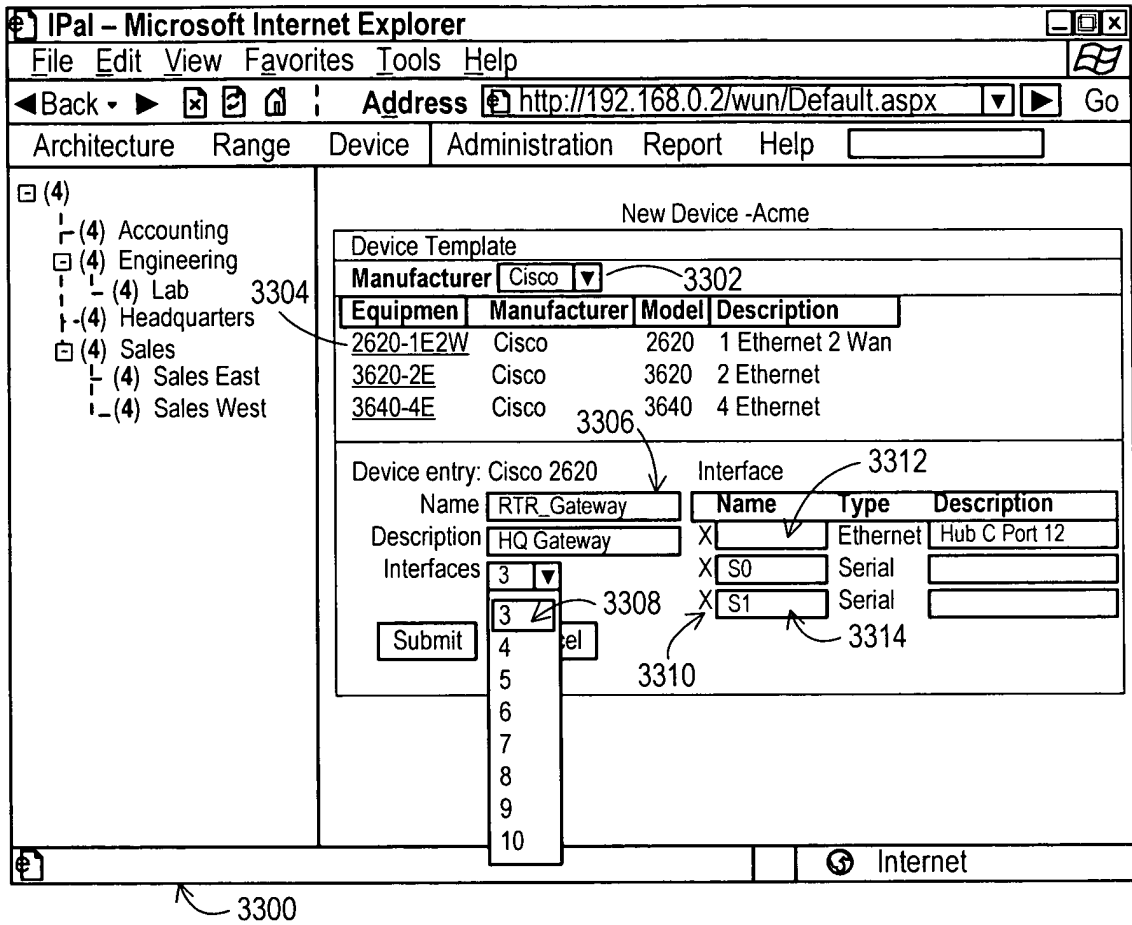 IPal – Microsoft Internet Explorer
File Edit View Favorites Tools Help
Back Address http://192.168.0.2/wun/Default.aspx Go
Architecture Range Device Administration Report Help
(4)
(4) Accounting
(4) Engineering
(4) Lab
(4) Headquarters
(4) Sales
(4) Sales East
(4) Sales West
New Device -Acme
Device Template
Manufacturer Cisco 3302
3304
Equipmen Manufacturer Model Description
2620-1E2W Cisco 2620 1 Ethernet 2 Wan
3620-2E Cisco 3620 2 Ethernet
3640-4E Cisco 3640 4 Ethernet
3306
Device entry: Cisco 2620
Name RTR_Gateway
Description HQ Gateway
Interfaces 3
3 3308
4
5
6
7
8
9
10
Submit cel
Interface 3312
Name Type Description
X Ethernet Hub C Port 12
X S0 Serial
X S1 Serial
3310 3314
Internet
3300